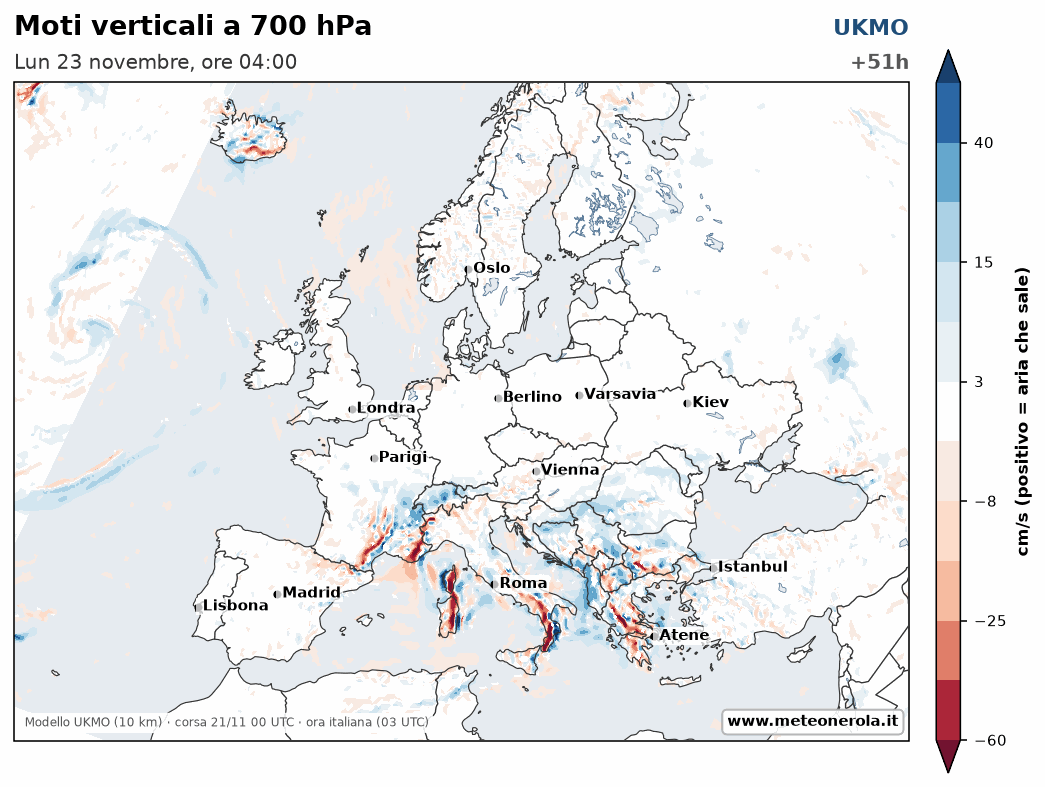 Moti verticali a 700 hPa
UKMO
Lun 23 novembre, ore 04:00
+51h
Oslo
Londra
Berlino
Varsavia
Kiev
Parigi
Vienna
Madrid
Lisbona
Roma
Istanbul
Atene
Modello UKMO (10 km) · corsa 21/11 00 UTC · ora italiana (03 UTC)
www.meteonerola.it
40
15
3
−8
−25
−60
cm/s (positivo = aria che sale)